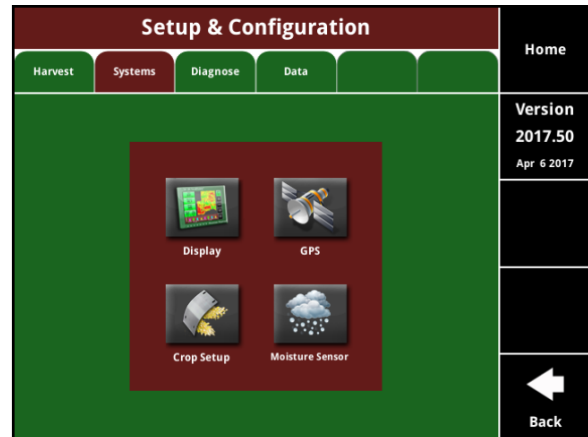 Setup & Configuration
Home
Harvest
Systems
Diagnose
Data
Version
2017.50
Apr 6 2017
Display
GPS
Crop Setup
Moisture Sensor
Back